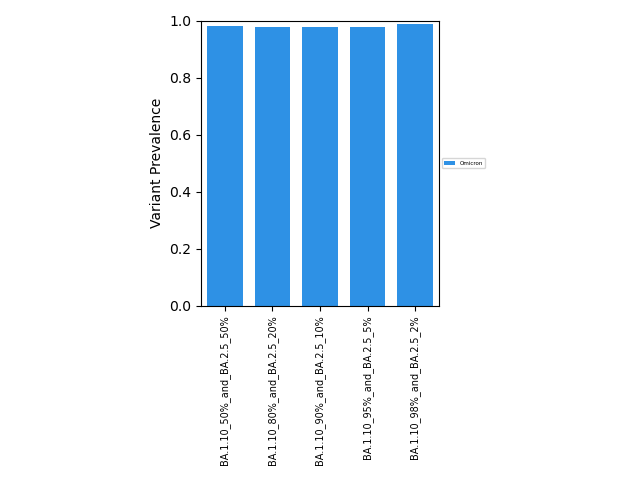 1.0
0.8
0.6
0.4
0.2
0.0
Variant Prevalence
Omicron
BA.1.10_50%_and_BA.2.5_50%
BA.1.10_80%_and_BA.2.5_20%
BA.1.10_90%_and_BA.2.5_10%
BA.1.10_95%_and_BA.2.5_5%
BA.1.10_98%_and_BA.2.5_2%